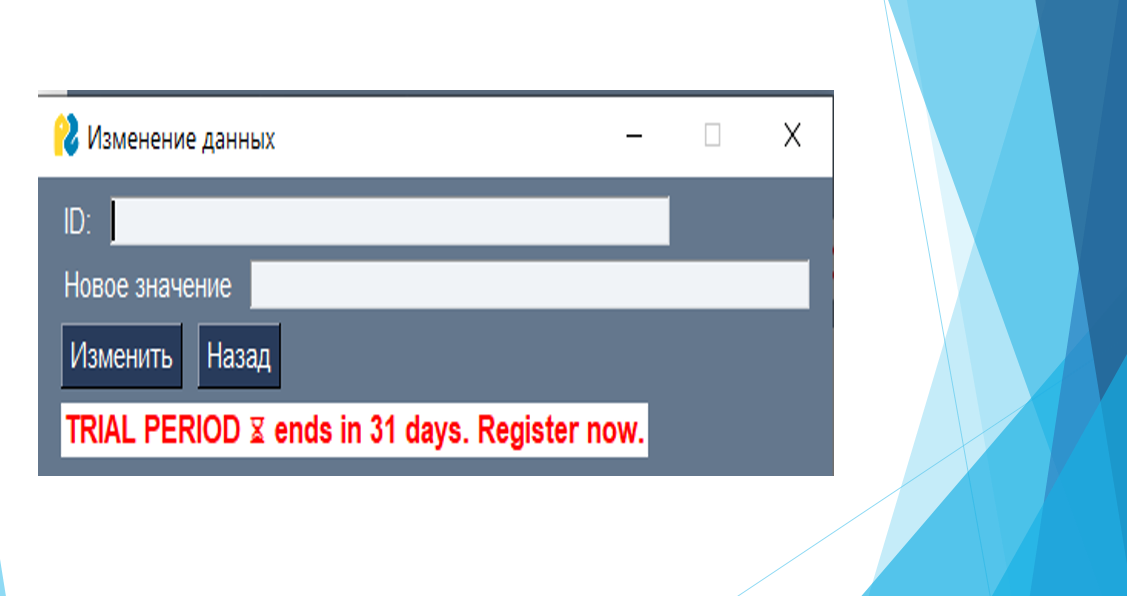 Изменение данных
ID:
Новое значение
Изменить Назад
TRIAL PERIOD ⌛ ends in 31 days. Register now.